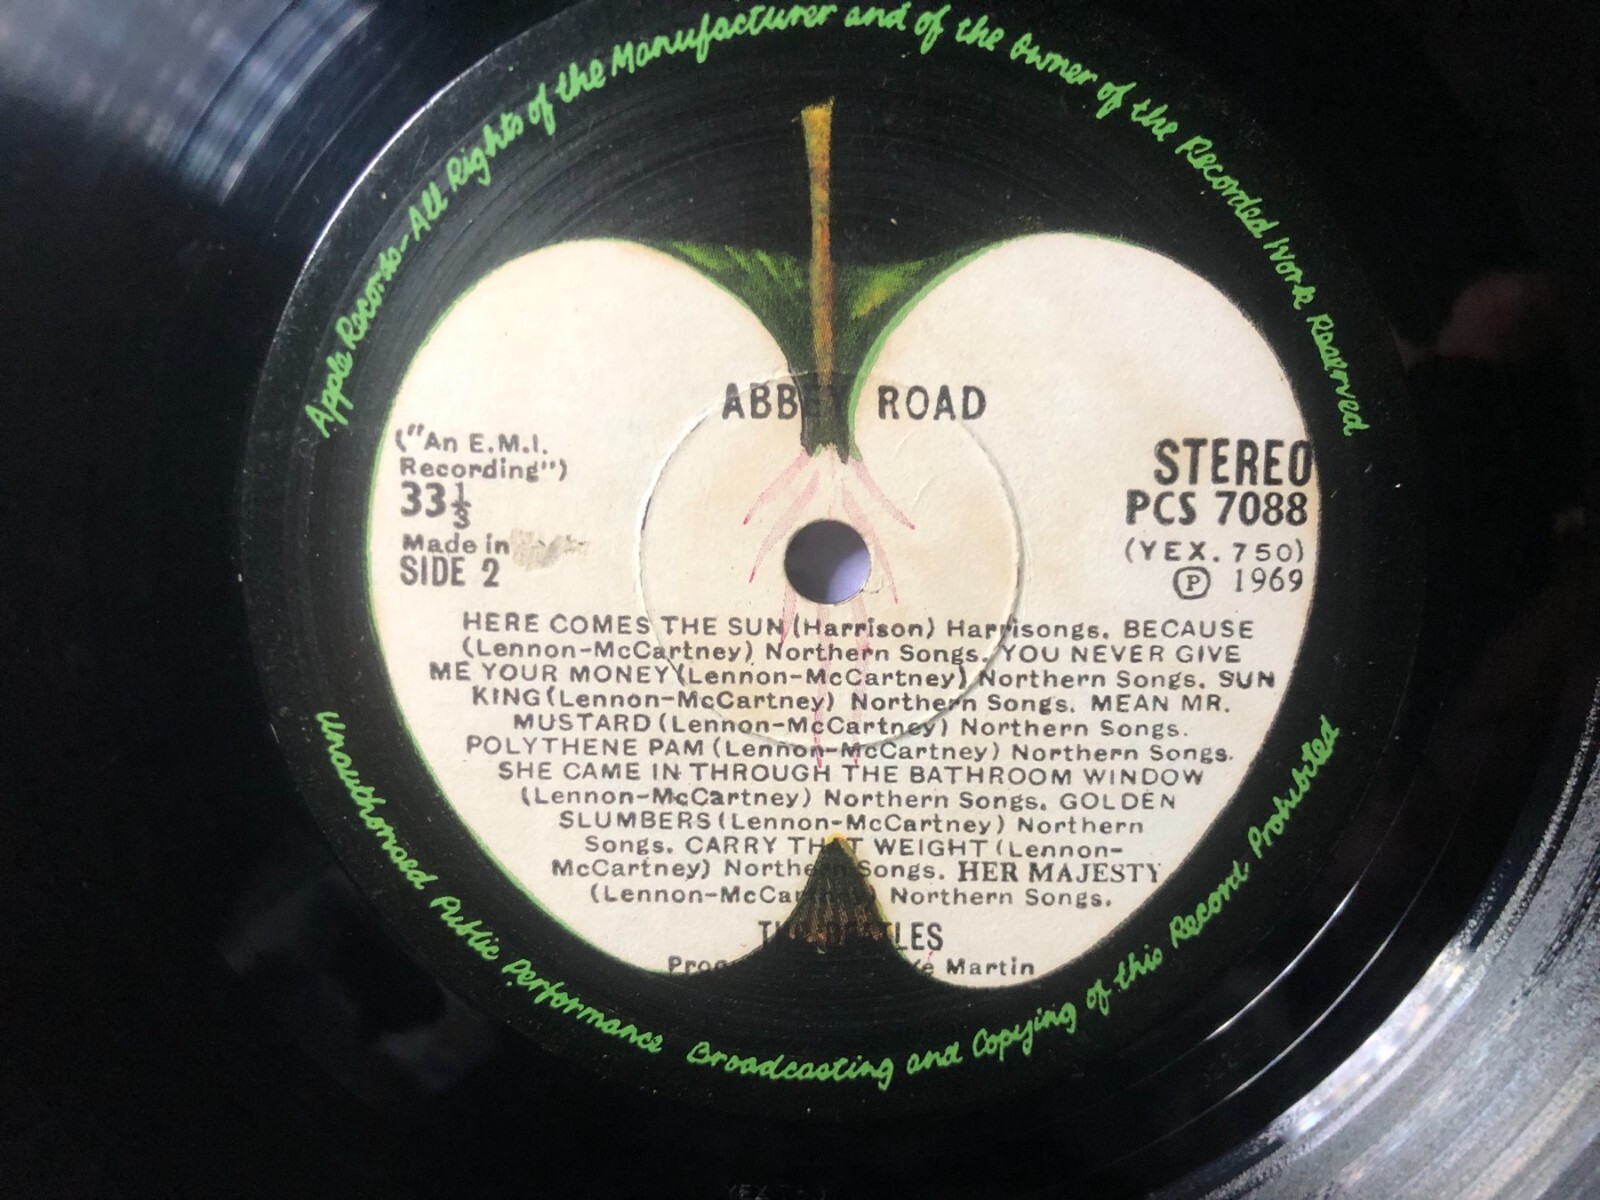 Apple Records-All Rights of the Manufacturer and of the Owner of the Recorded Work Reserved
ABBEY ROAD
("An E.M.I.
Recording")
33⅓
Made in
SIDE 2
STEREO
PCS 7088
(YEX. 750)
Ⓟ 1969
HERE COMES THE SUN (Harrison) Harrisongs. BECAUSE
(Lennon-McCartney) Northern Songs. YOU NEVER GIVE
ME YOUR MONEY (Lennon-McCartney) Northern Songs. SUN
KING (Lennon-McCartney) Northern Songs. MEAN MR.
MUSTARD (Lennon-McCartney) Northern Songs.
POLYTHENE PAM (Lennon-McCartney) Northern Songs.
SHE CAME IN THROUGH THE BATHROOM WINDOW
(Lennon-McCartney) Northern Songs. GOLDEN
SLUMBERS (Lennon-McCartney) Northern
Songs. CARRY THAT WEIGHT (Lennon-
McCartney) Northern Songs. HER MAJESTY
(Lennon-McCartney) Northern Songs.
THE BEATLES
Martin
Unauthorised Public Performance Broadcasting and Copying of this Record Prohibited